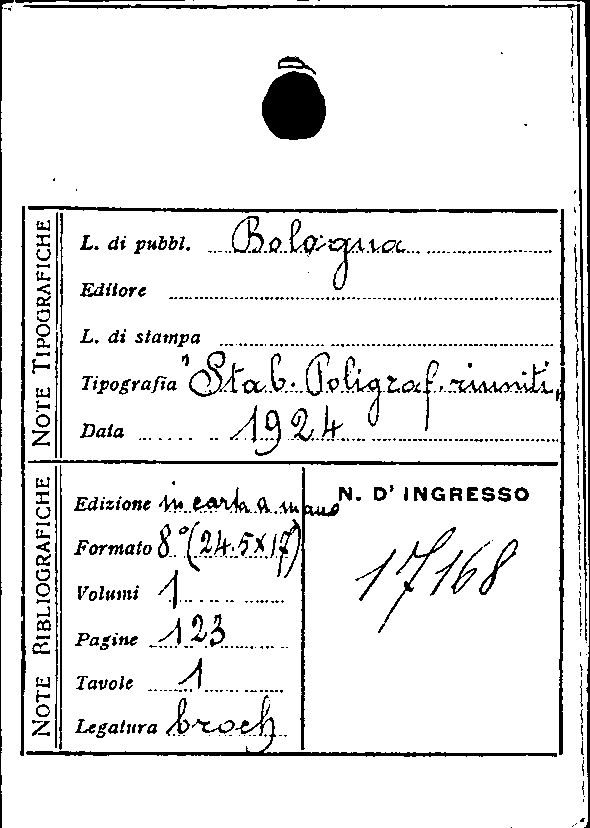 NOTE TIPOGRAFICHE
L. di pubbl. Bologna
Editore
L. di stampa
Tipografia "Stab. Poligraf. riuniti"
Data 1924
NOTE BIBLIOGRAFICHE
Edizione in carta a mano
Formato 8° (24.5x17)
Volumi 1
Pagine 123
Tavole 1
Legatura broch
N. D' INGRESSO
17168